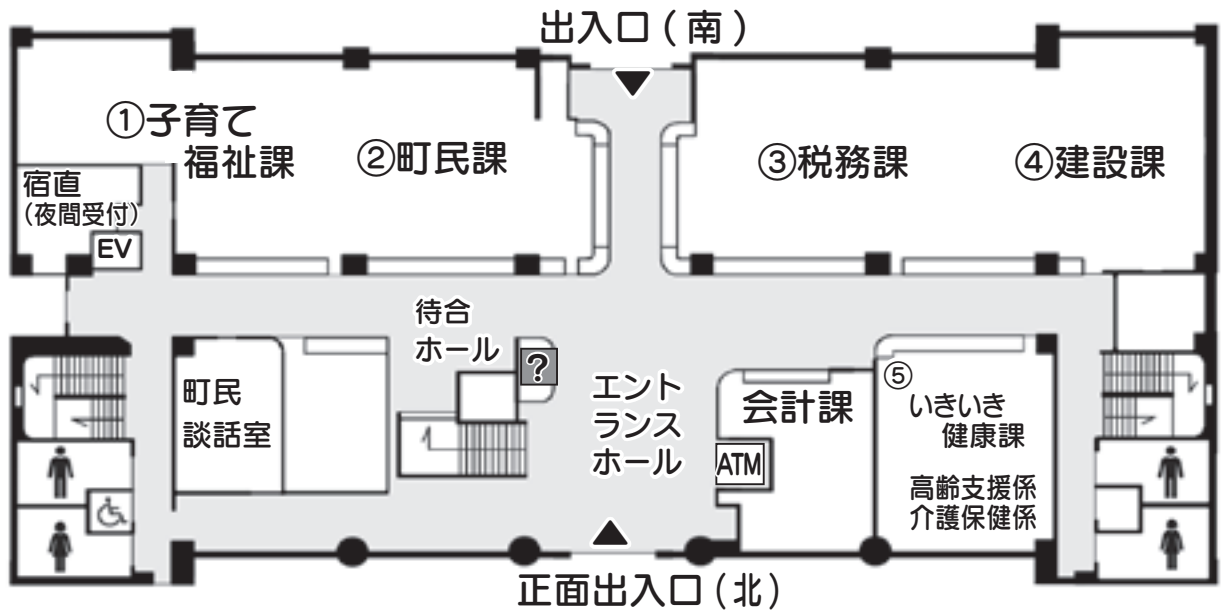 出入口(南)
①子育て
福祉課
②町民課
③税務課
④建設課
宿直
(夜間受付)
EV
待合
ホール
?
町民
談話室
エント
ランス
ホール
会計課
ATM
⑤
いきいき
健康課
高齢支援係
介護保健係
正面出入口(北)